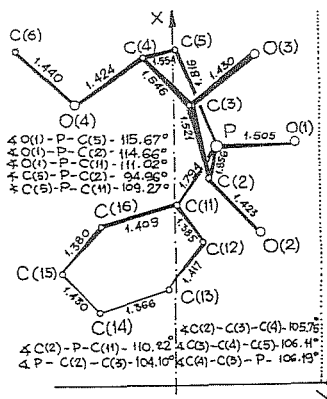 X
C(6)
C(4)
C(5)
O(3)
1.440
1.424
1.554
1.816
1.430
1.546
C(3)
O(4)
1.521
P
1.505
O(1)
∡O(1)-P-C(5)-115.67°
∡O(1)-P-C(2)-114.66°
∡O(1)-P-C(11)-111.02°
∡C(5)-P-C(2)-94.96°
∡C(5)-P-C(11)-109.27°
1.856
1.794
C(2)
1.423
C(16)
C(11)
O(2)
1.380
1.409
1.385
C(12)
C(15)
1.417
1.430
1.366
C(13)
C(14)
∡C(2)-C(3)-C(4)-105.76°
∡C(2)-P-C(11)-110.22° ∡C(3)-C(4)-C(5)-106.11°
∡P-C(2)-C(3)-104.10° ∡C(4)-C(3)-P-106.19°